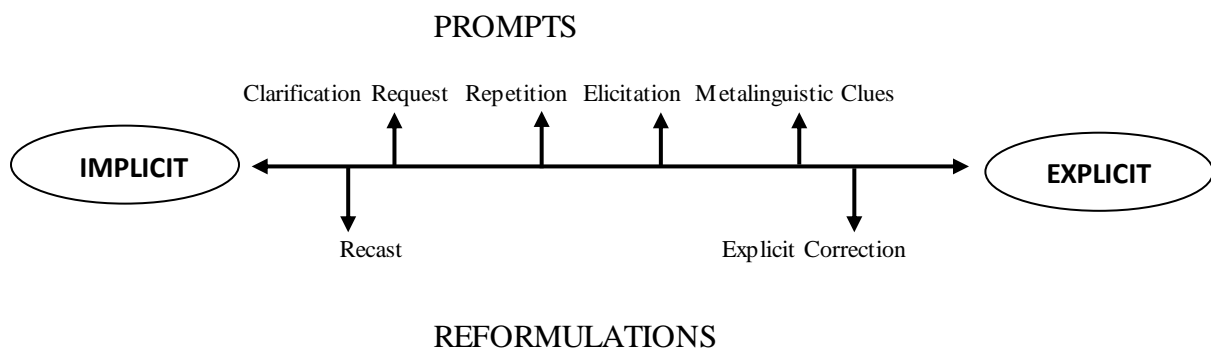 PROMPTS
Clarification Request Repetition Elicitation Metalinguistic Clues
IMPLICIT
EXPLICIT
Recast
Explicit Correction
REFORMULATIONS